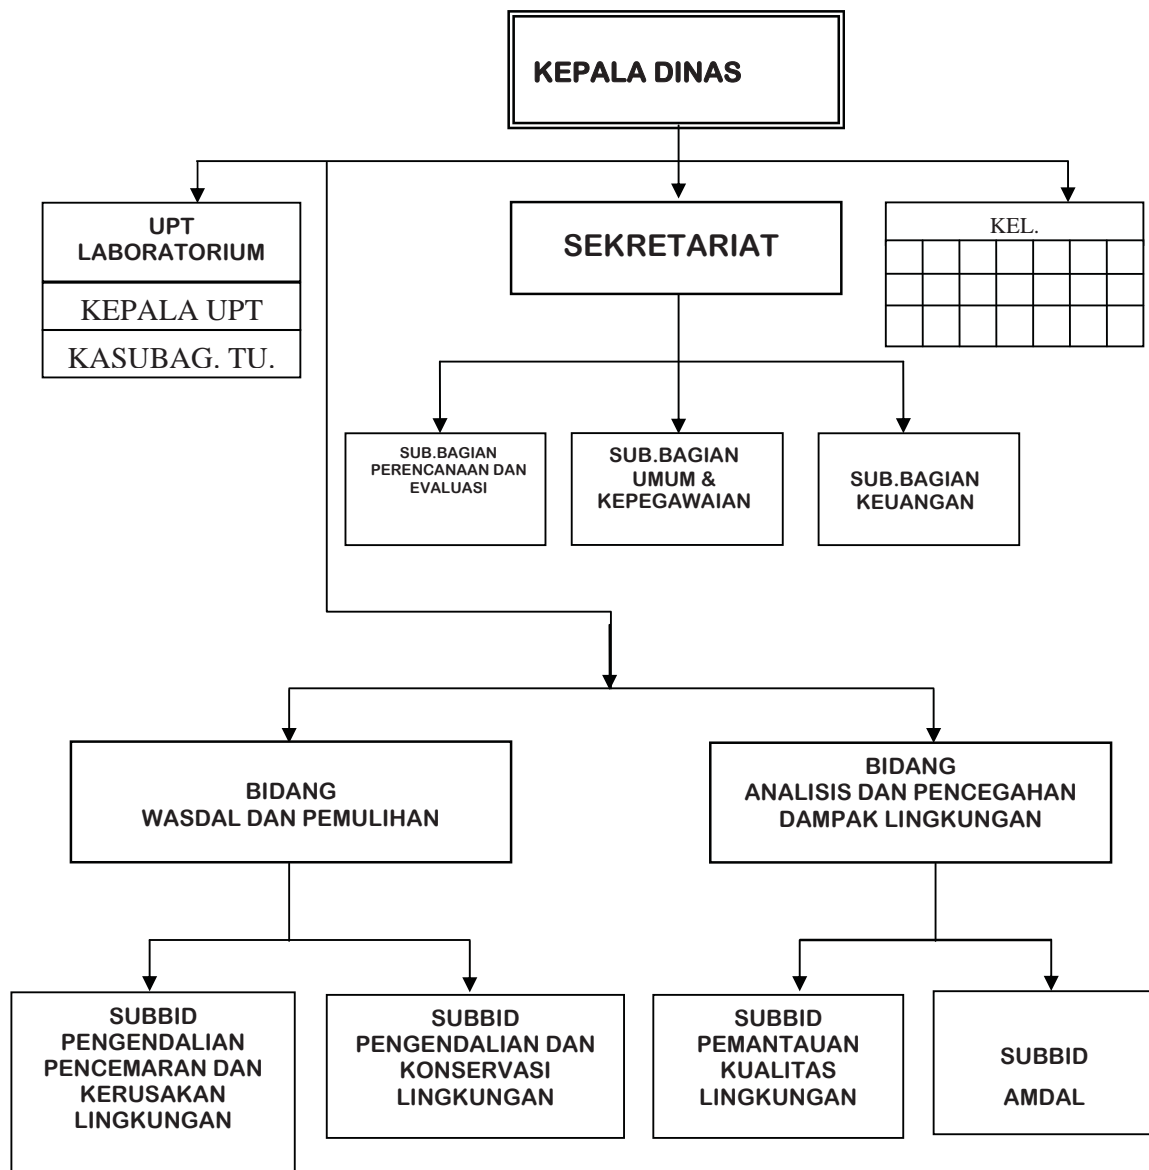 KEPALA DINAS
UPT
LABORATORIUM
KEPALA UPT
KASUBAG. TU.
SEKRETARIAT
KEL.
SUB.BAGIAN
PERENCANAAN DAN
EVALUASI
SUB.BAGIAN
UMUM &
KEPEGAWAIAN
SUB.BAGIAN
KEUANGAN
BIDANG
WASDAL DAN PEMULIHAN
BIDANG
ANALISIS DAN PENCEGAHAN
DAMPAK LINGKUNGAN
SUBBID
PENGENDALIAN
PENCEMARAN DAN
KERUSAKAN
LINGKUNGAN
SUBBID
PENGENDALIAN DAN
KONSERVASI
LINGKUNGAN
SUBBID
PEMANTAUAN
KUALITAS
LINGKUNGAN
SUBBID
AMDAL